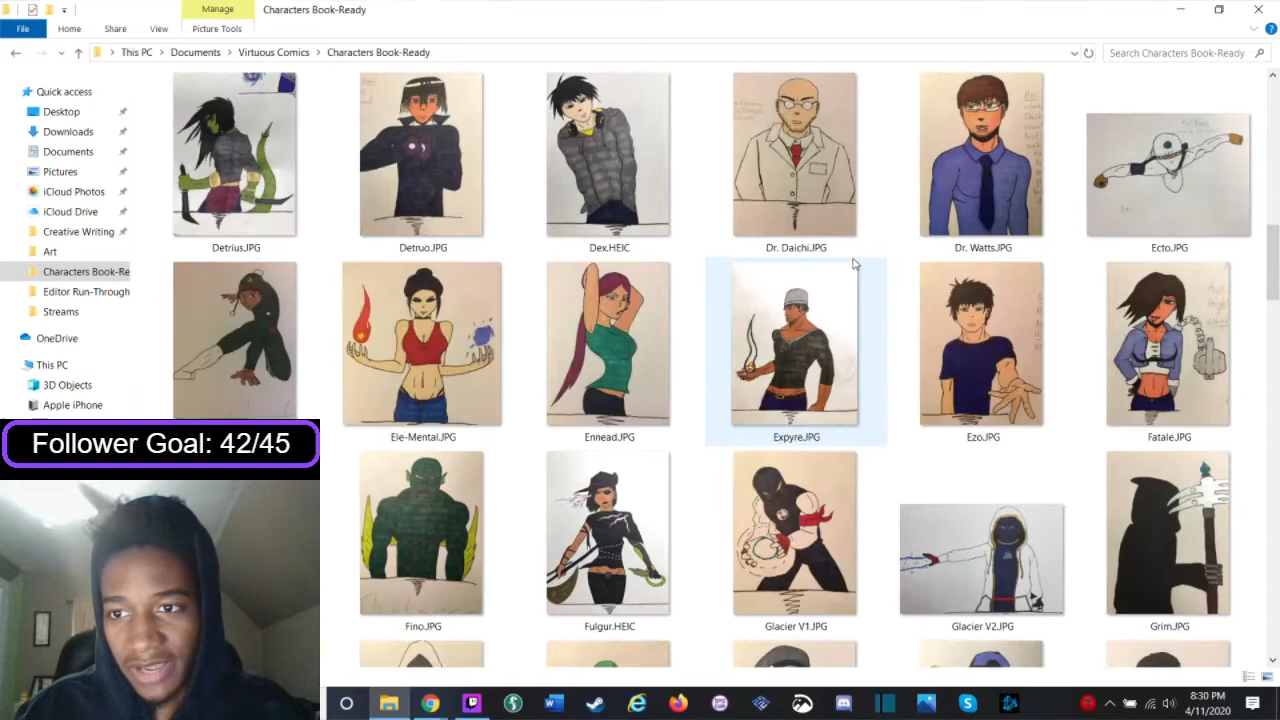 Manage
Characters Book-Ready
File
Home
Share
View
Picture Tools
This PC
Documents
Virtuous Comics
Characters Book-Ready
Search Characters Book-Ready
Quick access
Desktop
Downloads
Documents
Pictures
iCloud Photos
iCloud Drive
Creative Writing
Art
Characters Book-Re
Editor Run-Through
Streams
OneDrive
This PC
3D Objects
Apple iPhone
Detrius.JPG
Detruo.JPG
Dex.HEIC
Dr. Daichi.JPG
Dr. Watts.JPG
Ecto.JPG
Ele-Mental.JPG
Ennead.JPG
Expyre.JPG
Ezo.JPG
Fatale.JPG
Fino.JPG
Fulgur.HEIC
Glacier V1.JPG
Glacier V2.JPG
Grim.JPG
Follower Goal: 42/45
8:30 PM
4/11/2020